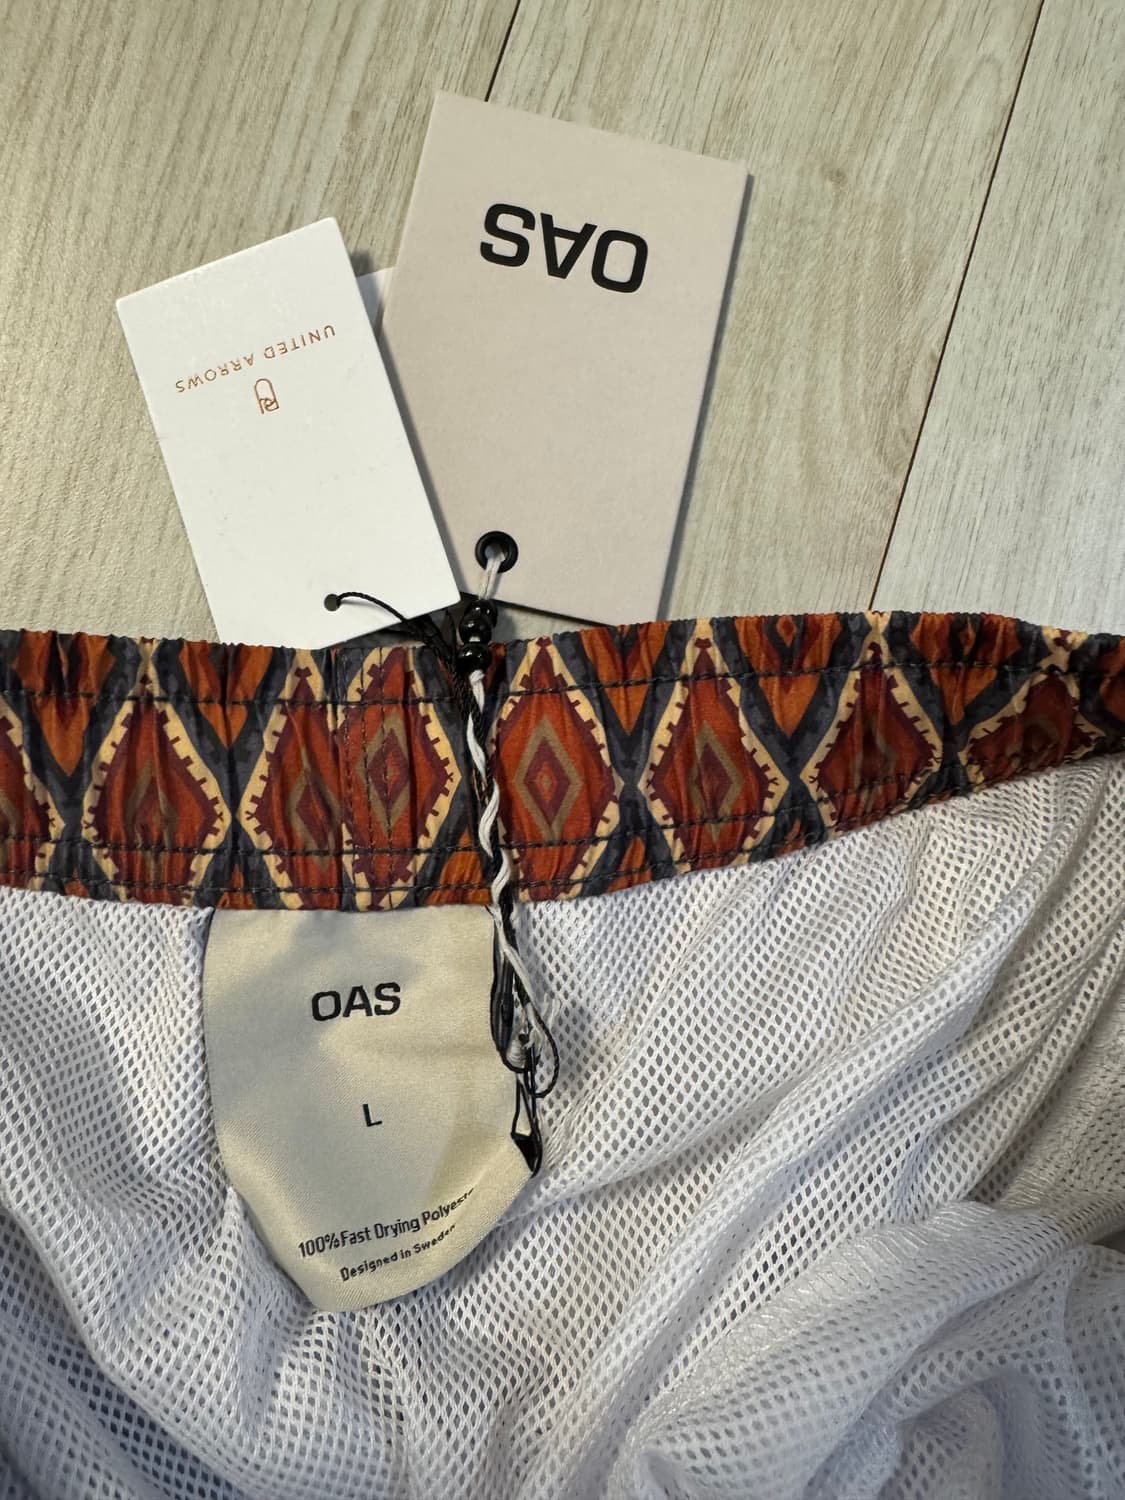 OAS
UNITED ARROWS
OAS
L
100% Fast Drying Polyester
Designed in Sweden